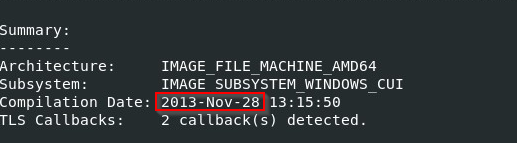 Summary:
--------
Architecture: IMAGE_FILE_MACHINE_AMD64
Subsystem: IMAGE_SUBSYSTEM_WINDOWS_CUI
Compilation Date: 2013-Nov-28 13:15:50
TLS Callbacks: 2 callback(s) detected.